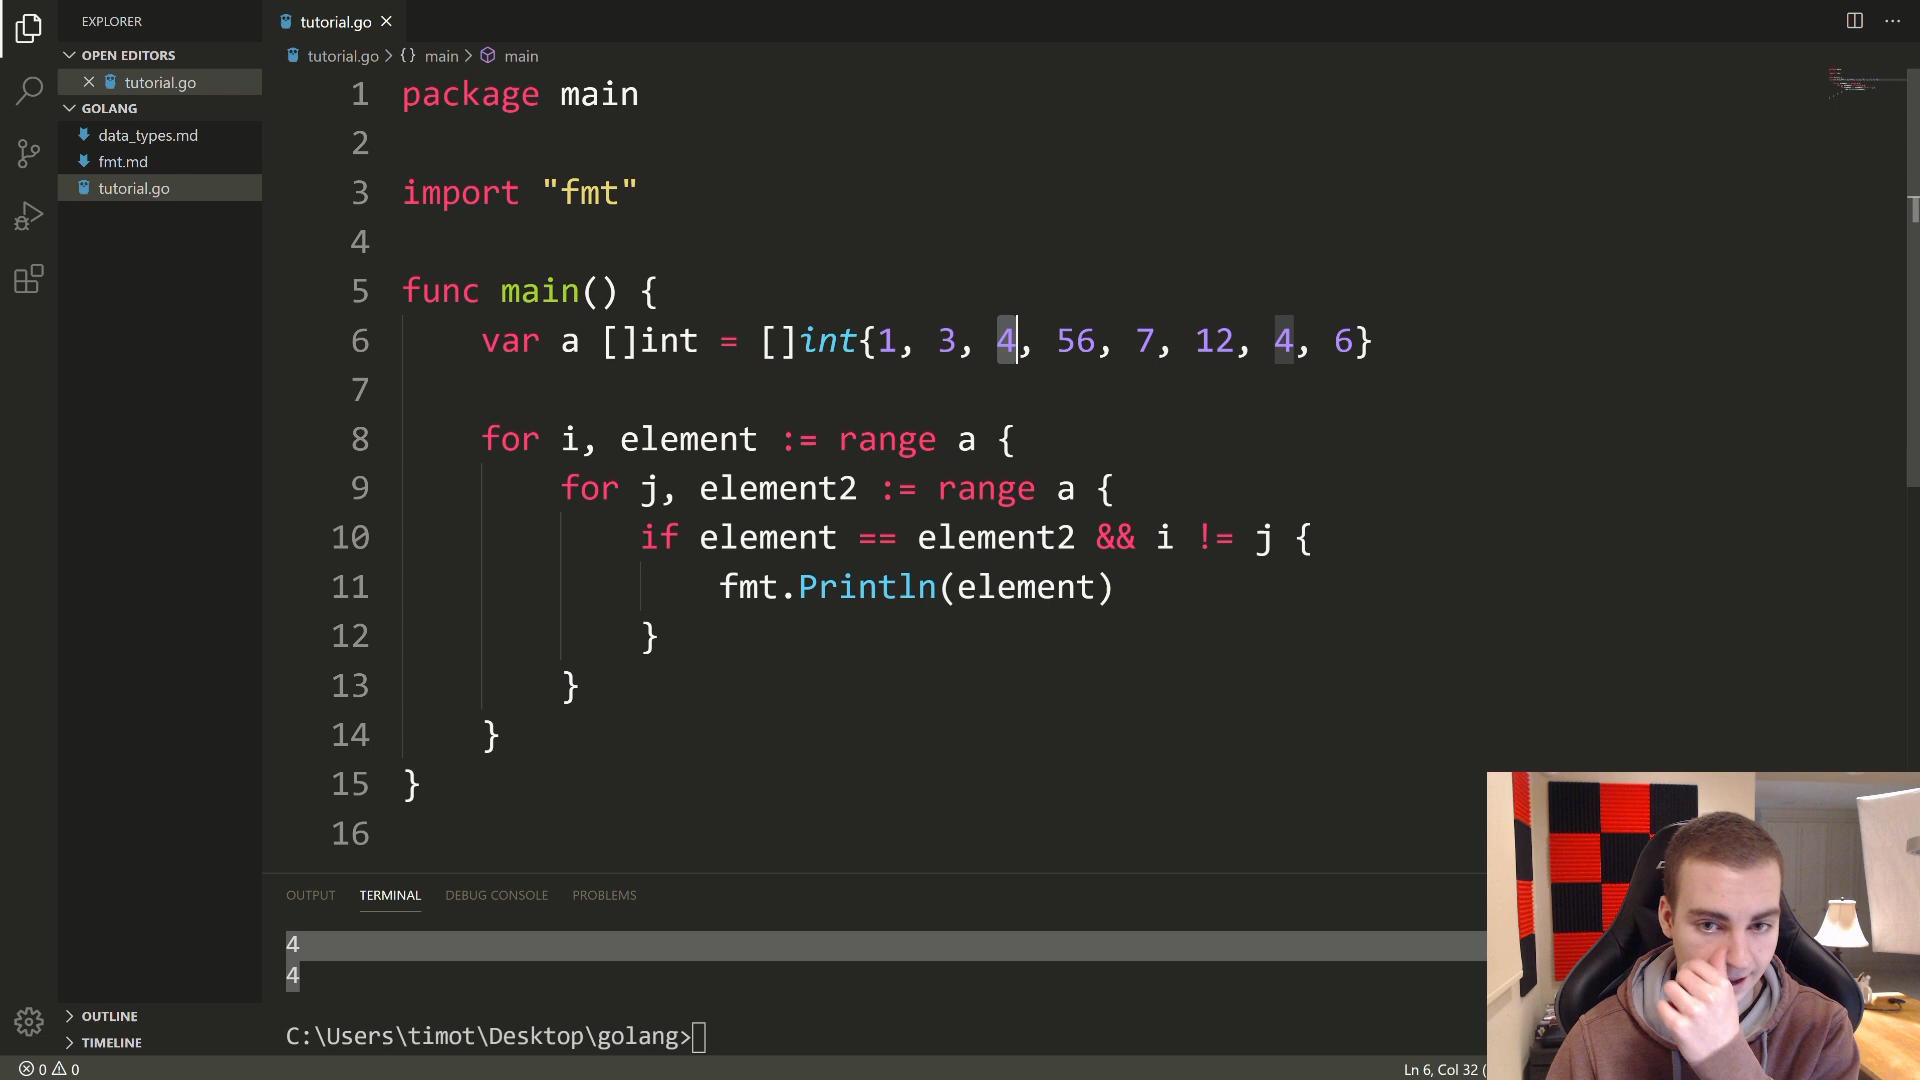 EXPLORER
OPEN EDITORS
tutorial.go
GOLANG
data_types.md
fmt.md
tutorial.go
OUTLINE
TIMELINE
tutorial.go
tutorial.go > {} main > main
1 package main
2
3 import "fmt"
4
5 func main() {
6 var a []int = []int{1, 3, 4, 56, 7, 12, 4, 6}
7
8 for i, element := range a {
9 for j, element2 := range a {
10 if element == element2 && i != j {
11 fmt.Println(element)
12 }
13 }
14 }
15 }
16
OUTPUT TERMINAL DEBUG CONSOLE PROBLEMS
4
4
C:\Users\timot\Desktop\golang>
0 0
Ln 6, Col 32 (